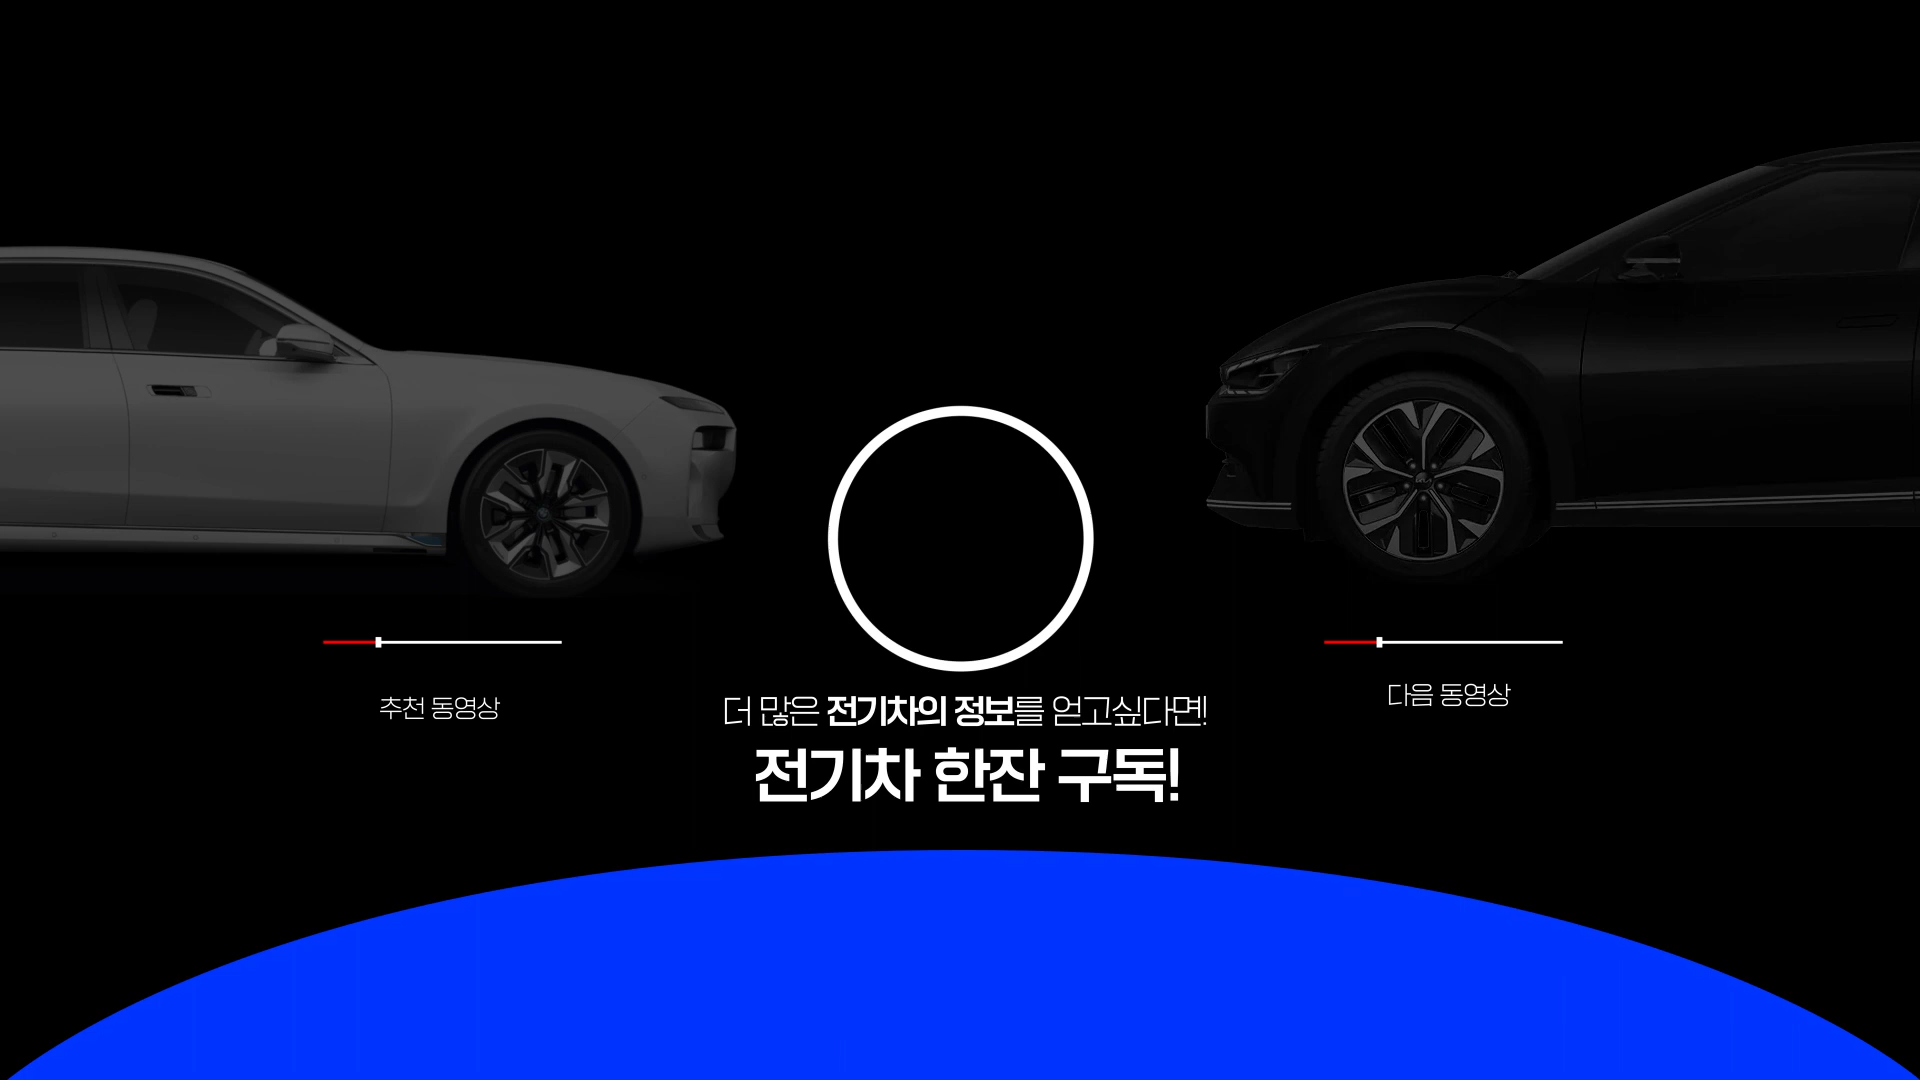 추천 동영상
다음 동영상
더 많은 전기차의 정보를 얻고싶다면!
전기차 한잔 구독!